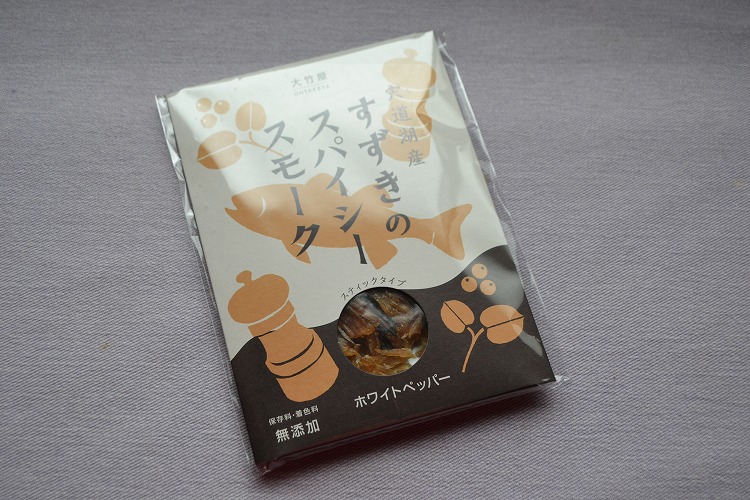 大竹屋
OHTAKEYA
宍道湖産
すずきの
スパイシー
スモーク
スティックタイプ
ホワイトペッパー
保存料・着色料
無添加